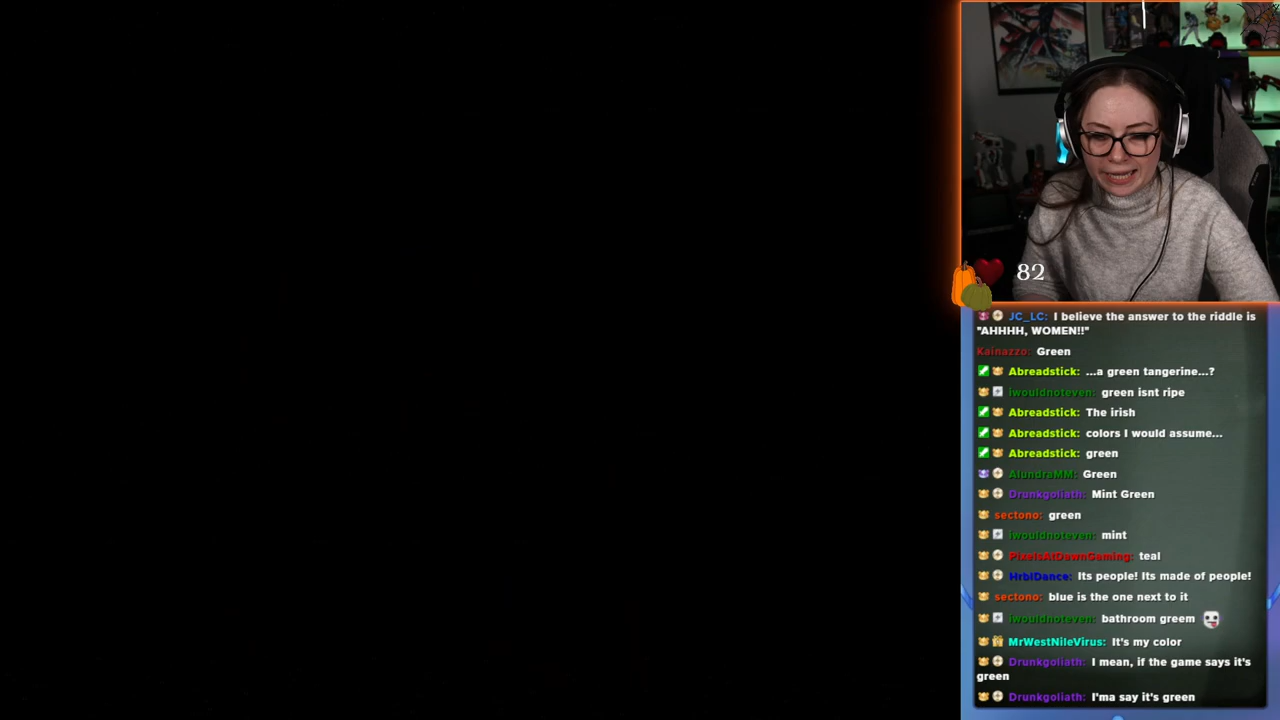 82
JC_LC: I believe the answer to the riddle is
"AHHHH, WOMEN!!"
Kainazzo: Green
Abreadstick: ...a green tangerine...?
iwouldnoteven: green isnt ripe
Abreadstick: The irish
Abreadstick: colors I would assume...
Abreadstick: green
AlundraMM: Green
Drunkgoliath: Mint Green
sectono: green
iwouldnoteven: mint
PixelsAtDawnGaming: teal
HrblDance: Its people! Its made of people!
sectono: blue is the one next to it
iwouldnoteven: bathroom greem
MrWestNileVirus: It's my color
Drunkgoliath: I mean, if the game says it's
green
Drunkgoliath: I'ma say it's green